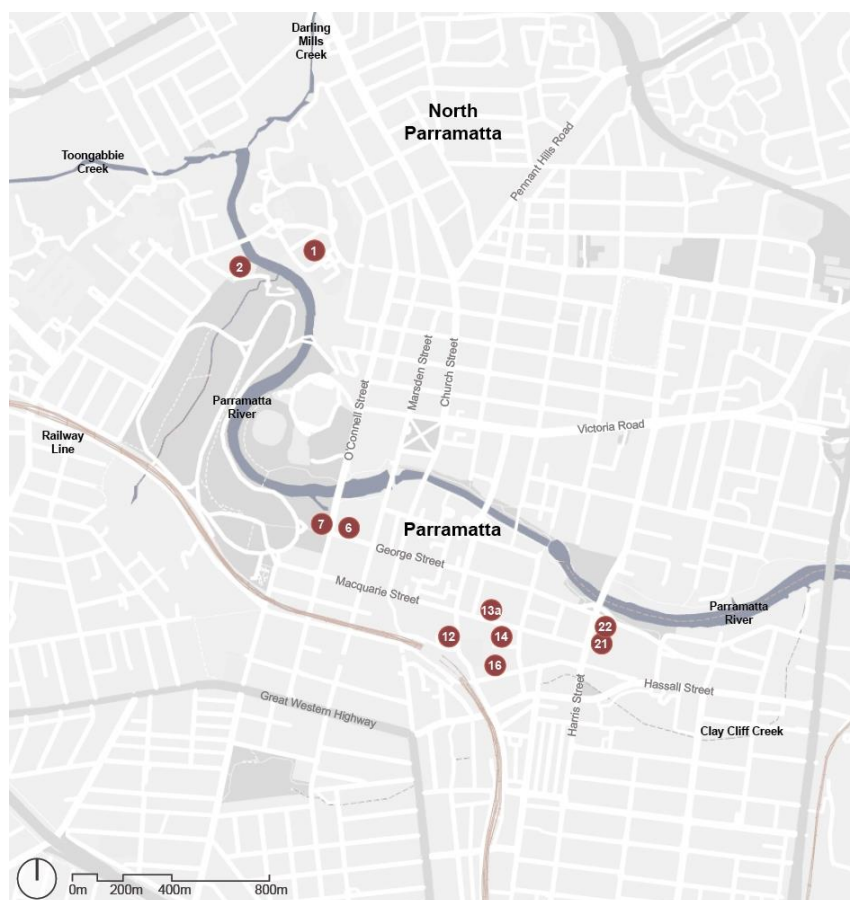 Darling
Mills
Creek
North
Parramatta
Toongabbie
Creek
Pennant Hills Road
1
2
Marsden Street
Church Street
O'Connell Street
Parramatta
River
Victoria Road
Railway
Line
7
6
Parramatta
George Street
Macquarie Street
13a
Parramatta
River
12
14
22
21
16
Hassall Street
Harris Street
Great Western Highway
Clay Cliff Creek
0m
200m
400m
800m